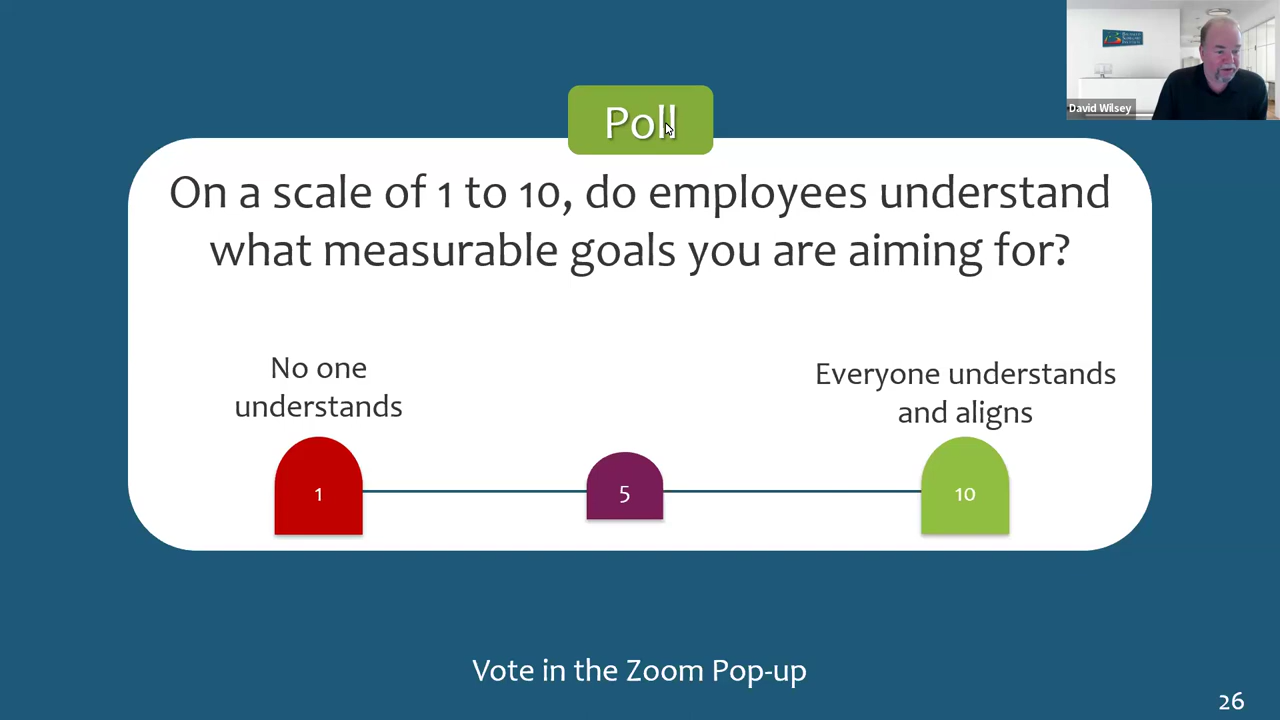 David Wilsey
Poll
On a scale of 1 to 10, do employees understand
what measurable goals you are aiming for?
No one
understands
Everyone understands
and aligns
1
5
10
Vote in the Zoom Pop-up
26